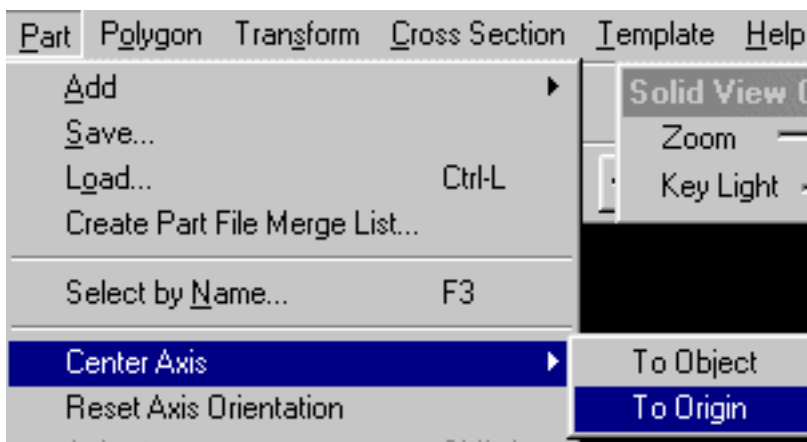 Part Polygon Transform Cross Section Template Help
Add
Save...
Load... Ctrl-L
Create Part File Merge List...
Select by Name... F3
Center Axis
Reset Axis Orientation
Solid View
Zoom
Key Light
To Object
To Origin